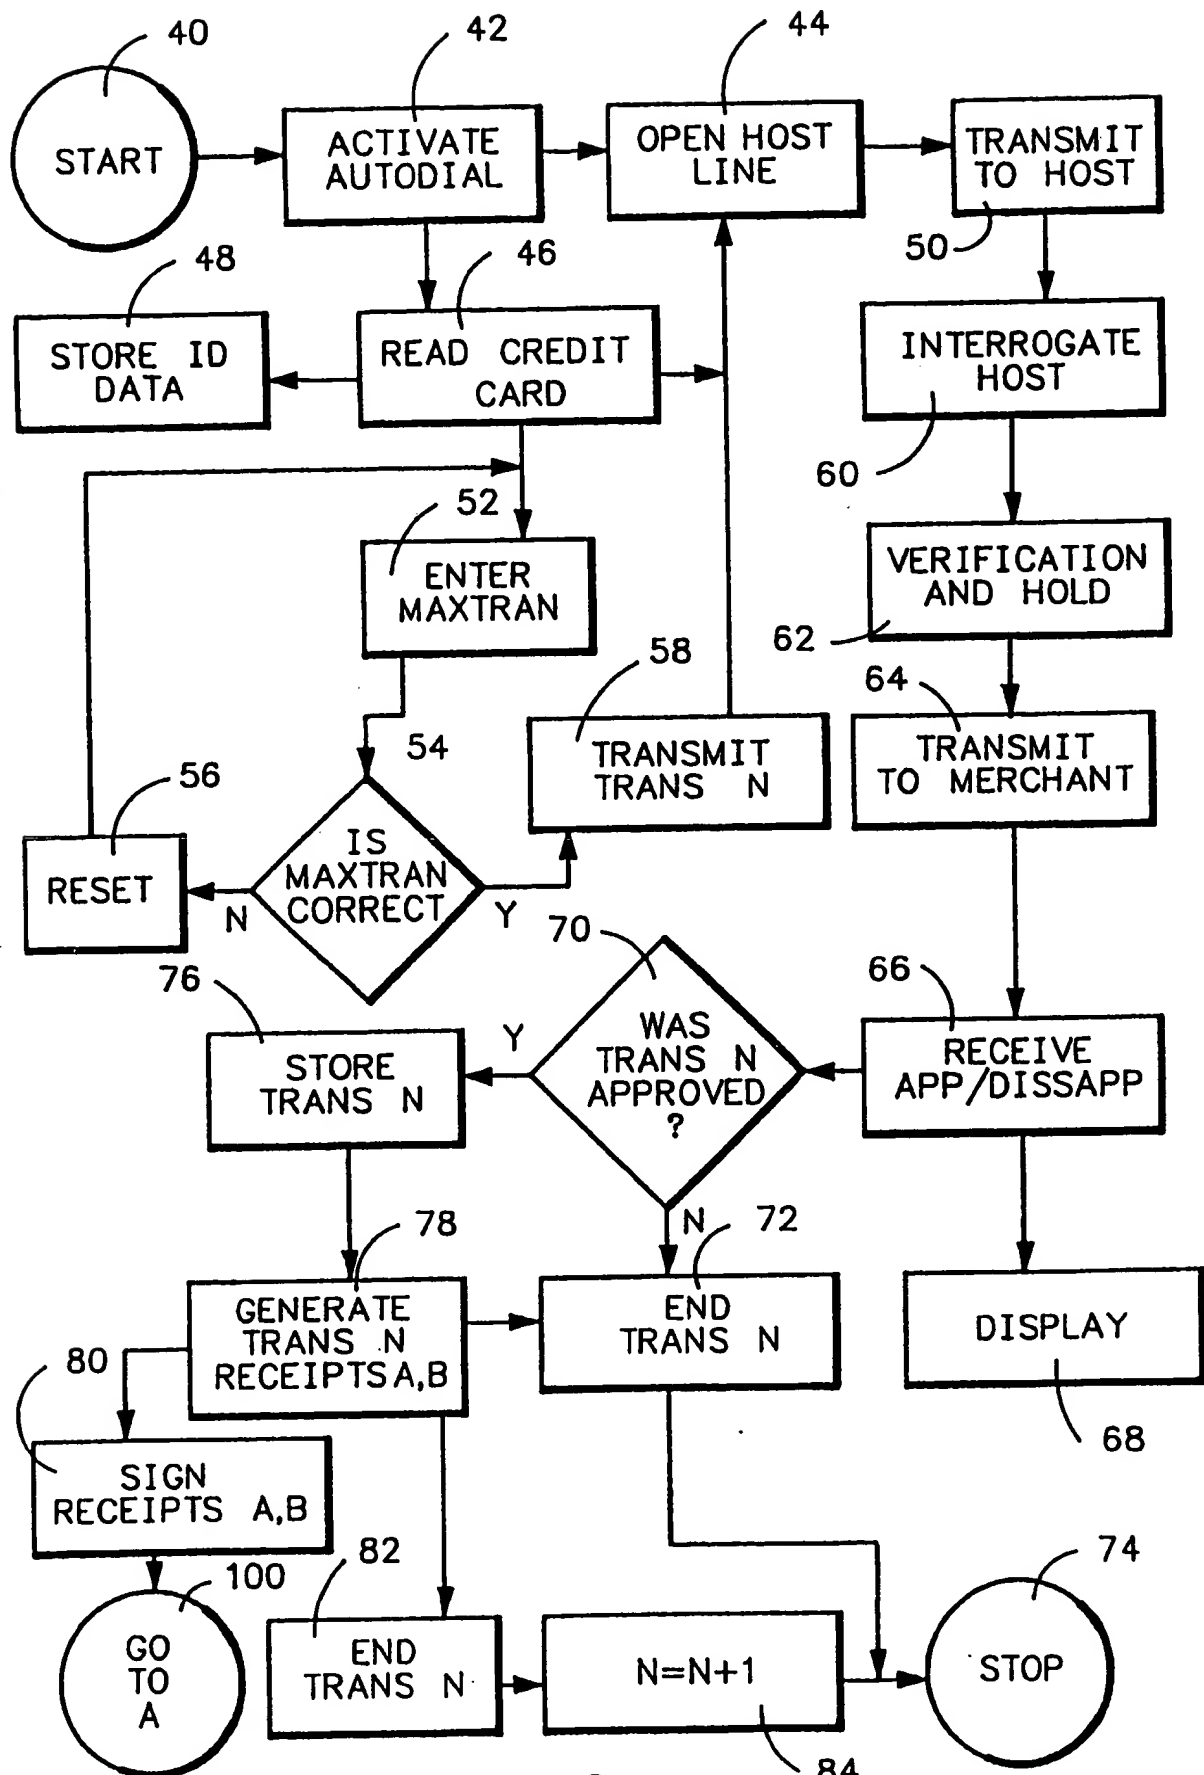 40
42
44
START
ACTIVATE
AUTODIAL
OPEN HOST
LINE
TRANSMIT
TO HOST
50
48
46
STORE ID
DATA
READ CREDIT
CARD
INTERROGATE
HOST
60
52
ENTER
MAXTRAN
VERIFICATION
AND HOLD
62
58
64
54
TRANSMIT
TRANS N
TRANSMIT
TO MERCHANT
56
RESET
IS
MAXTRAN
CORRECT
N
Y
70
76
66
STORE
TRANS N
Y
WAS
TRANS N
APPROVED
?
RECEIVE
APP/DISSAPP
N
78
72
GENERATE
TRANS N
RECEIPTS A,B
END
TRANS N
DISPLAY
80
68
SIGN
RECEIPTS A,B
100
82
74
GO
TO
A
END
TRANS N
N=N+1
STOP
84